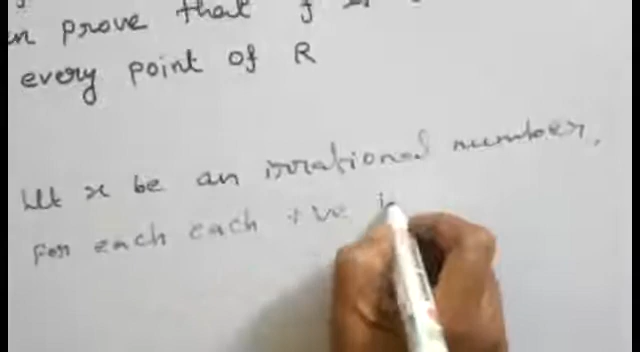 prove that f
every point of R
Let x be an irrational number,
For each each +ve i